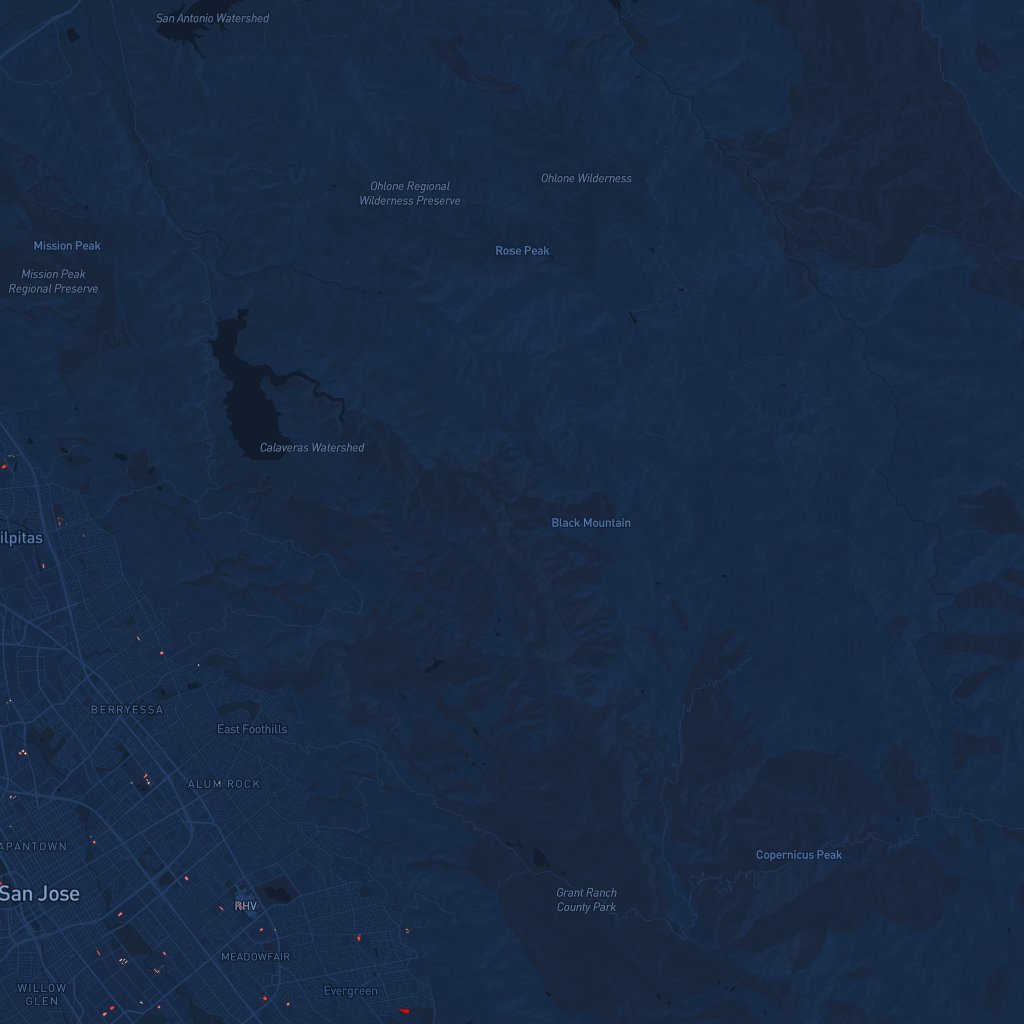 San Antonio Watershed
Ohlone Wilderness
Ohlone Regional
Wilderness Preserve
Mission Peak
Rose Peak
Mission Peak
Regional Preserve
Calaveras Watershed
Black Mountain
ilpitas
BERRYESSA
East Foothills
ALUM ROCK
APANTOWN
Copernicus Peak
San Jose
Grant Ranch
County Park
RHV
MEADOWFAIR
WILLOW
GLEN
Evergreen